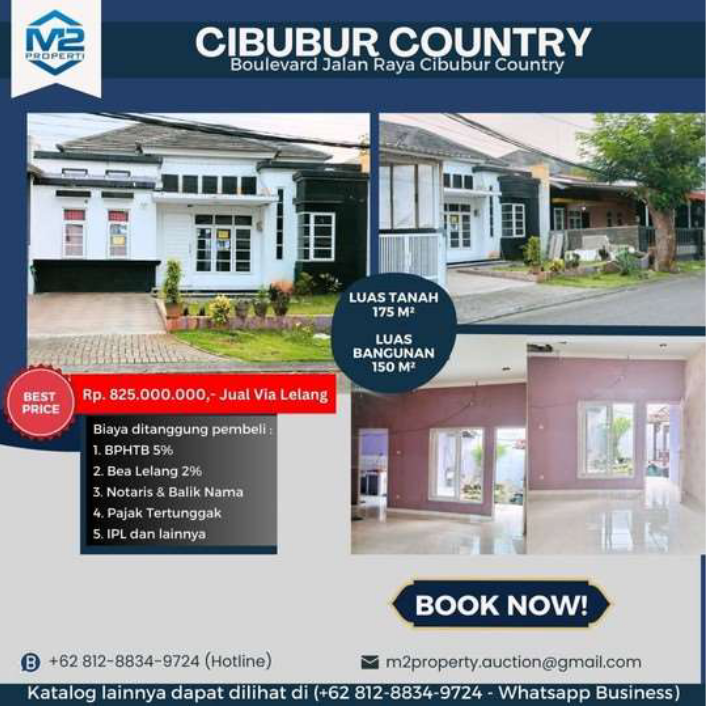 M2
PROPERTI
CIBUBUR COUNTRY
Boulevard Jalan Raya Cibubur Country
LUAS TANAH
175 M²
LUAS
BANGUNAN
150 M²
BEST
PRICE
Rp. 825.000.000,- Jual Via Lelang
Biaya ditanggung pembeli :
1. BPHTB 5%
2. Bea Lelang 2%
3. Notaris & Balik Nama
4. Pajak Tertunggak
5. IPL dan lainnya
BOOK NOW!
+62 812-8834-9724 (Hotline)
m2property.auction@gmail.com
Katalog lainnya dapat dilihat di (+62 812-8834-9724 - Whatsapp Business)